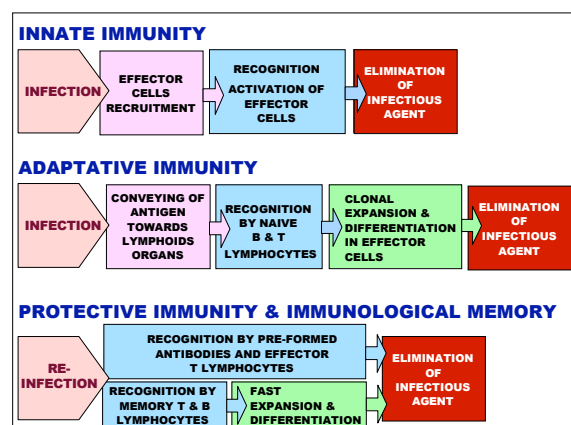 INNATE IMMUNITY
INFECTION
EFFECTOR
CELLS
RECRUITMENT
RECOGNITION
ACTIVATION OF
EFFECTOR
CELLS
ELIMINATION
OF
INFECTIOUS
AGENT
ADAPTATIVE IMMUNITY
INFECTION
CONVEYING OF
ANTIGEN
TOWARDS
LYMPHOIDS
ORGANS
RECOGNITION
BY NAIVE
B & T
LYMPHOCYTES
CLONAL
EXPANSION &
DIFFERENTIATION
IN EFFECTOR
CELLS
ELIMINATION
OF
INFECTIOUS
AGENT
PROTECTIVE IMMUNITY & IMMUNOLOGICAL MEMORY
RE-
INFECTION
RECOGNITION BY PRE-FORMED
ANTIBODIES AND EFFECTOR
T LYMPHOCYTES
RECOGNITION BY
MEMORY T & B
LYMPHOCYTES
FAST
EXPANSION &
DIFFERENTIATION
ELIMINATION
OF
INFECTIOUS
AGENT